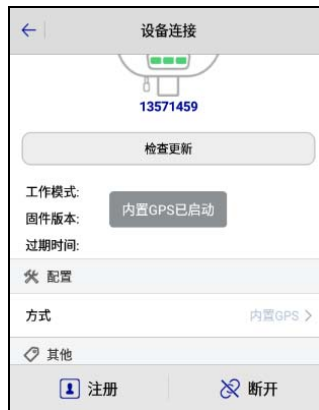 设备连接
13571459
检查更新
工作模式:
内置GPS已启动
固件版本:
过期时间:
配置
方式
内置GPS
其他
注册
断开